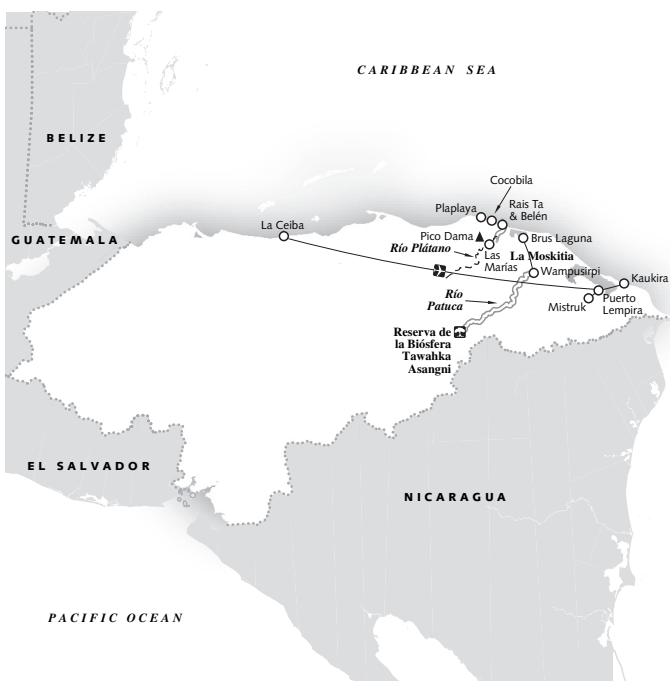 CARIBBEAN SEA
BELIZE
Cocobila
Plaplaya
Rais Ta
& Belén
La Ceiba
Pico Dama
Brus Laguna
GUATEMALA
Río Plátano
Las
Marías
La Moskitia
Wampusirpi
Kaukira
Río
Patuca
Mistruk
Puerto
Lempira
Reserva de
la Biósfera
Tawahka
Asangni
EL SALVADOR
NICARAGUA
PACIFIC OCEAN